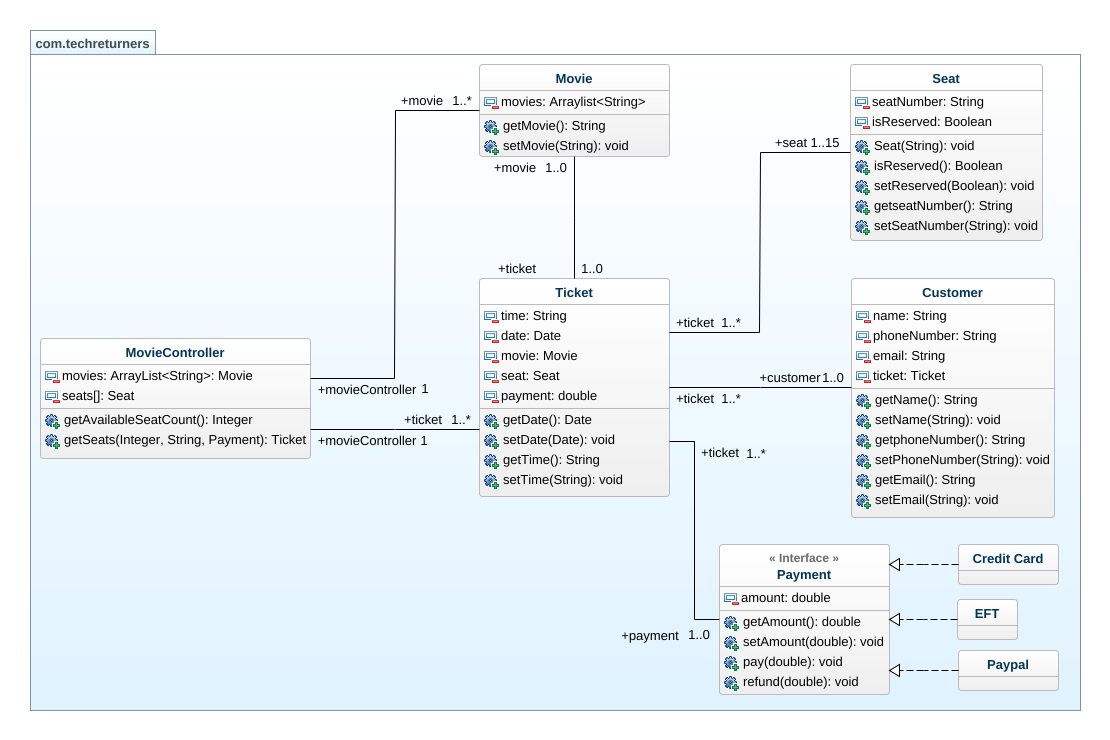 com.techreturners
Movie
movies: Arraylist<String>
getMovie(): String
setMovie(String): void
+movie 1..*
+movie 1..0
+ticket 1..0
Seat
seatNumber: String
isReserved: Boolean
Seat(String): void
isReserved(): Boolean
setReserved(Boolean): void
getseatNumber(): String
setSeatNumber(String): void
+seat 1..15
Ticket
time: String
date: Date
movie: Movie
seat: Seat
payment: double
getDate(): Date
setDate(Date): void
getTime(): String
setTime(String): void
+ticket 1..*
+customer 1..0
+ticket 1..*
+ticket 1..*
Customer
name: String
phoneNumber: String
email: String
ticket: Ticket
getName(): String
setName(String): void
getphoneNumber(): String
setPhoneNumber(String): void
getEmail(): String
setEmail(String): void
MovieController
movies: ArrayList<String>: Movie
seats[]: Seat
getAvailableSeatCount(): Integer
getSeats(Integer, String, Payment): Ticket
+movieController 1
+ticket 1..*
+movieController 1
« Interface »
Payment
amount: double
getAmount(): double
setAmount(double): void
pay(double): void
refund(double): void
+payment 1..0
Credit Card
EFT
Paypal